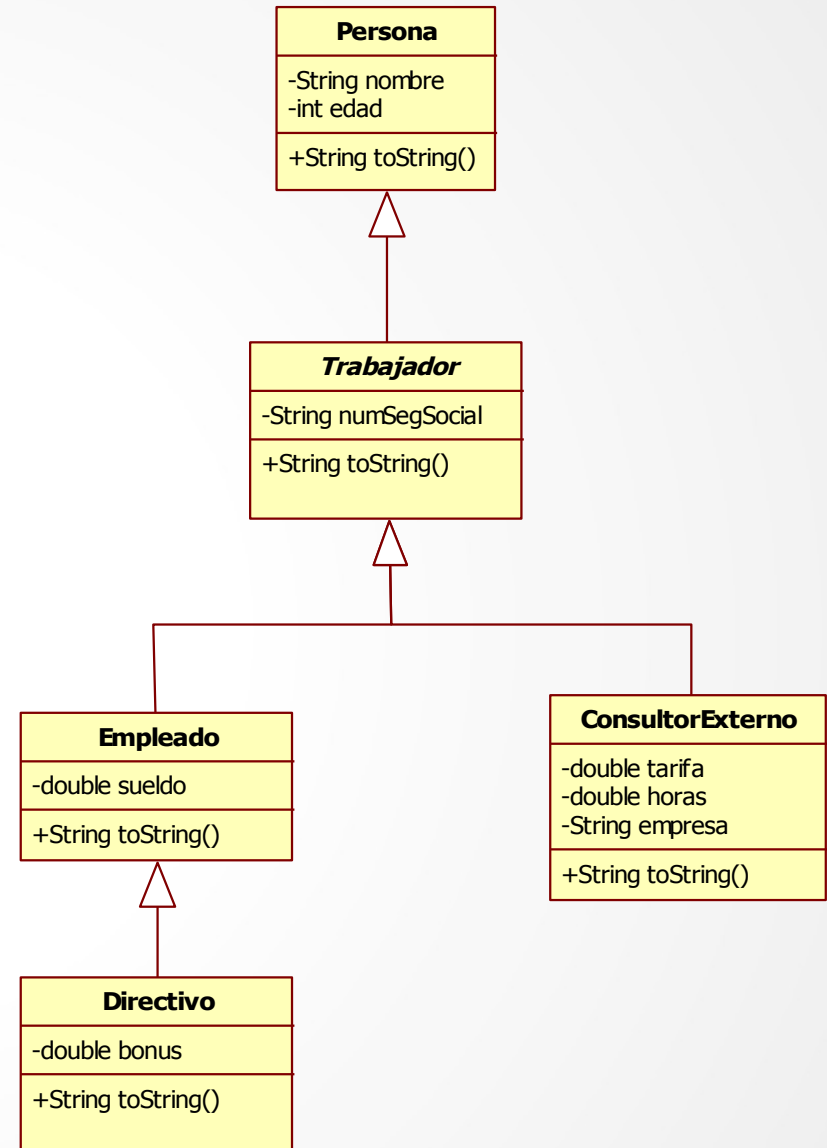 Persona
-String nombre
-int edad
+String toString()
Trabajador
-String numSegSocial
+String toString()
Empleado
-double sueldo
+String toString()
ConsultorExterno
-double tarifa
-double horas
-String empresa
+String toString()
Directivo
-double bonus
+String toString()